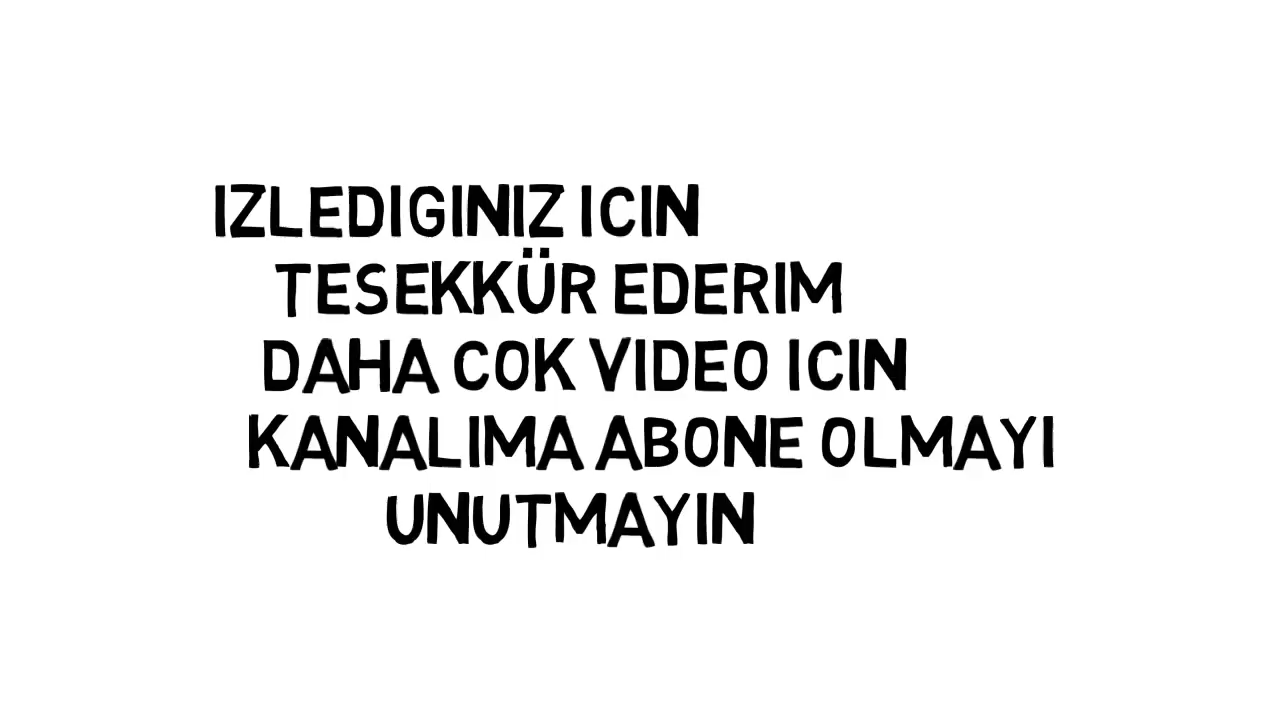 IZLEDIGINIZ ICIN
TESEKKÜR EDERIM
DAHA COK VIDEO ICIN
KANALIMA ABONE OLMAYI
UNUTMAYIN